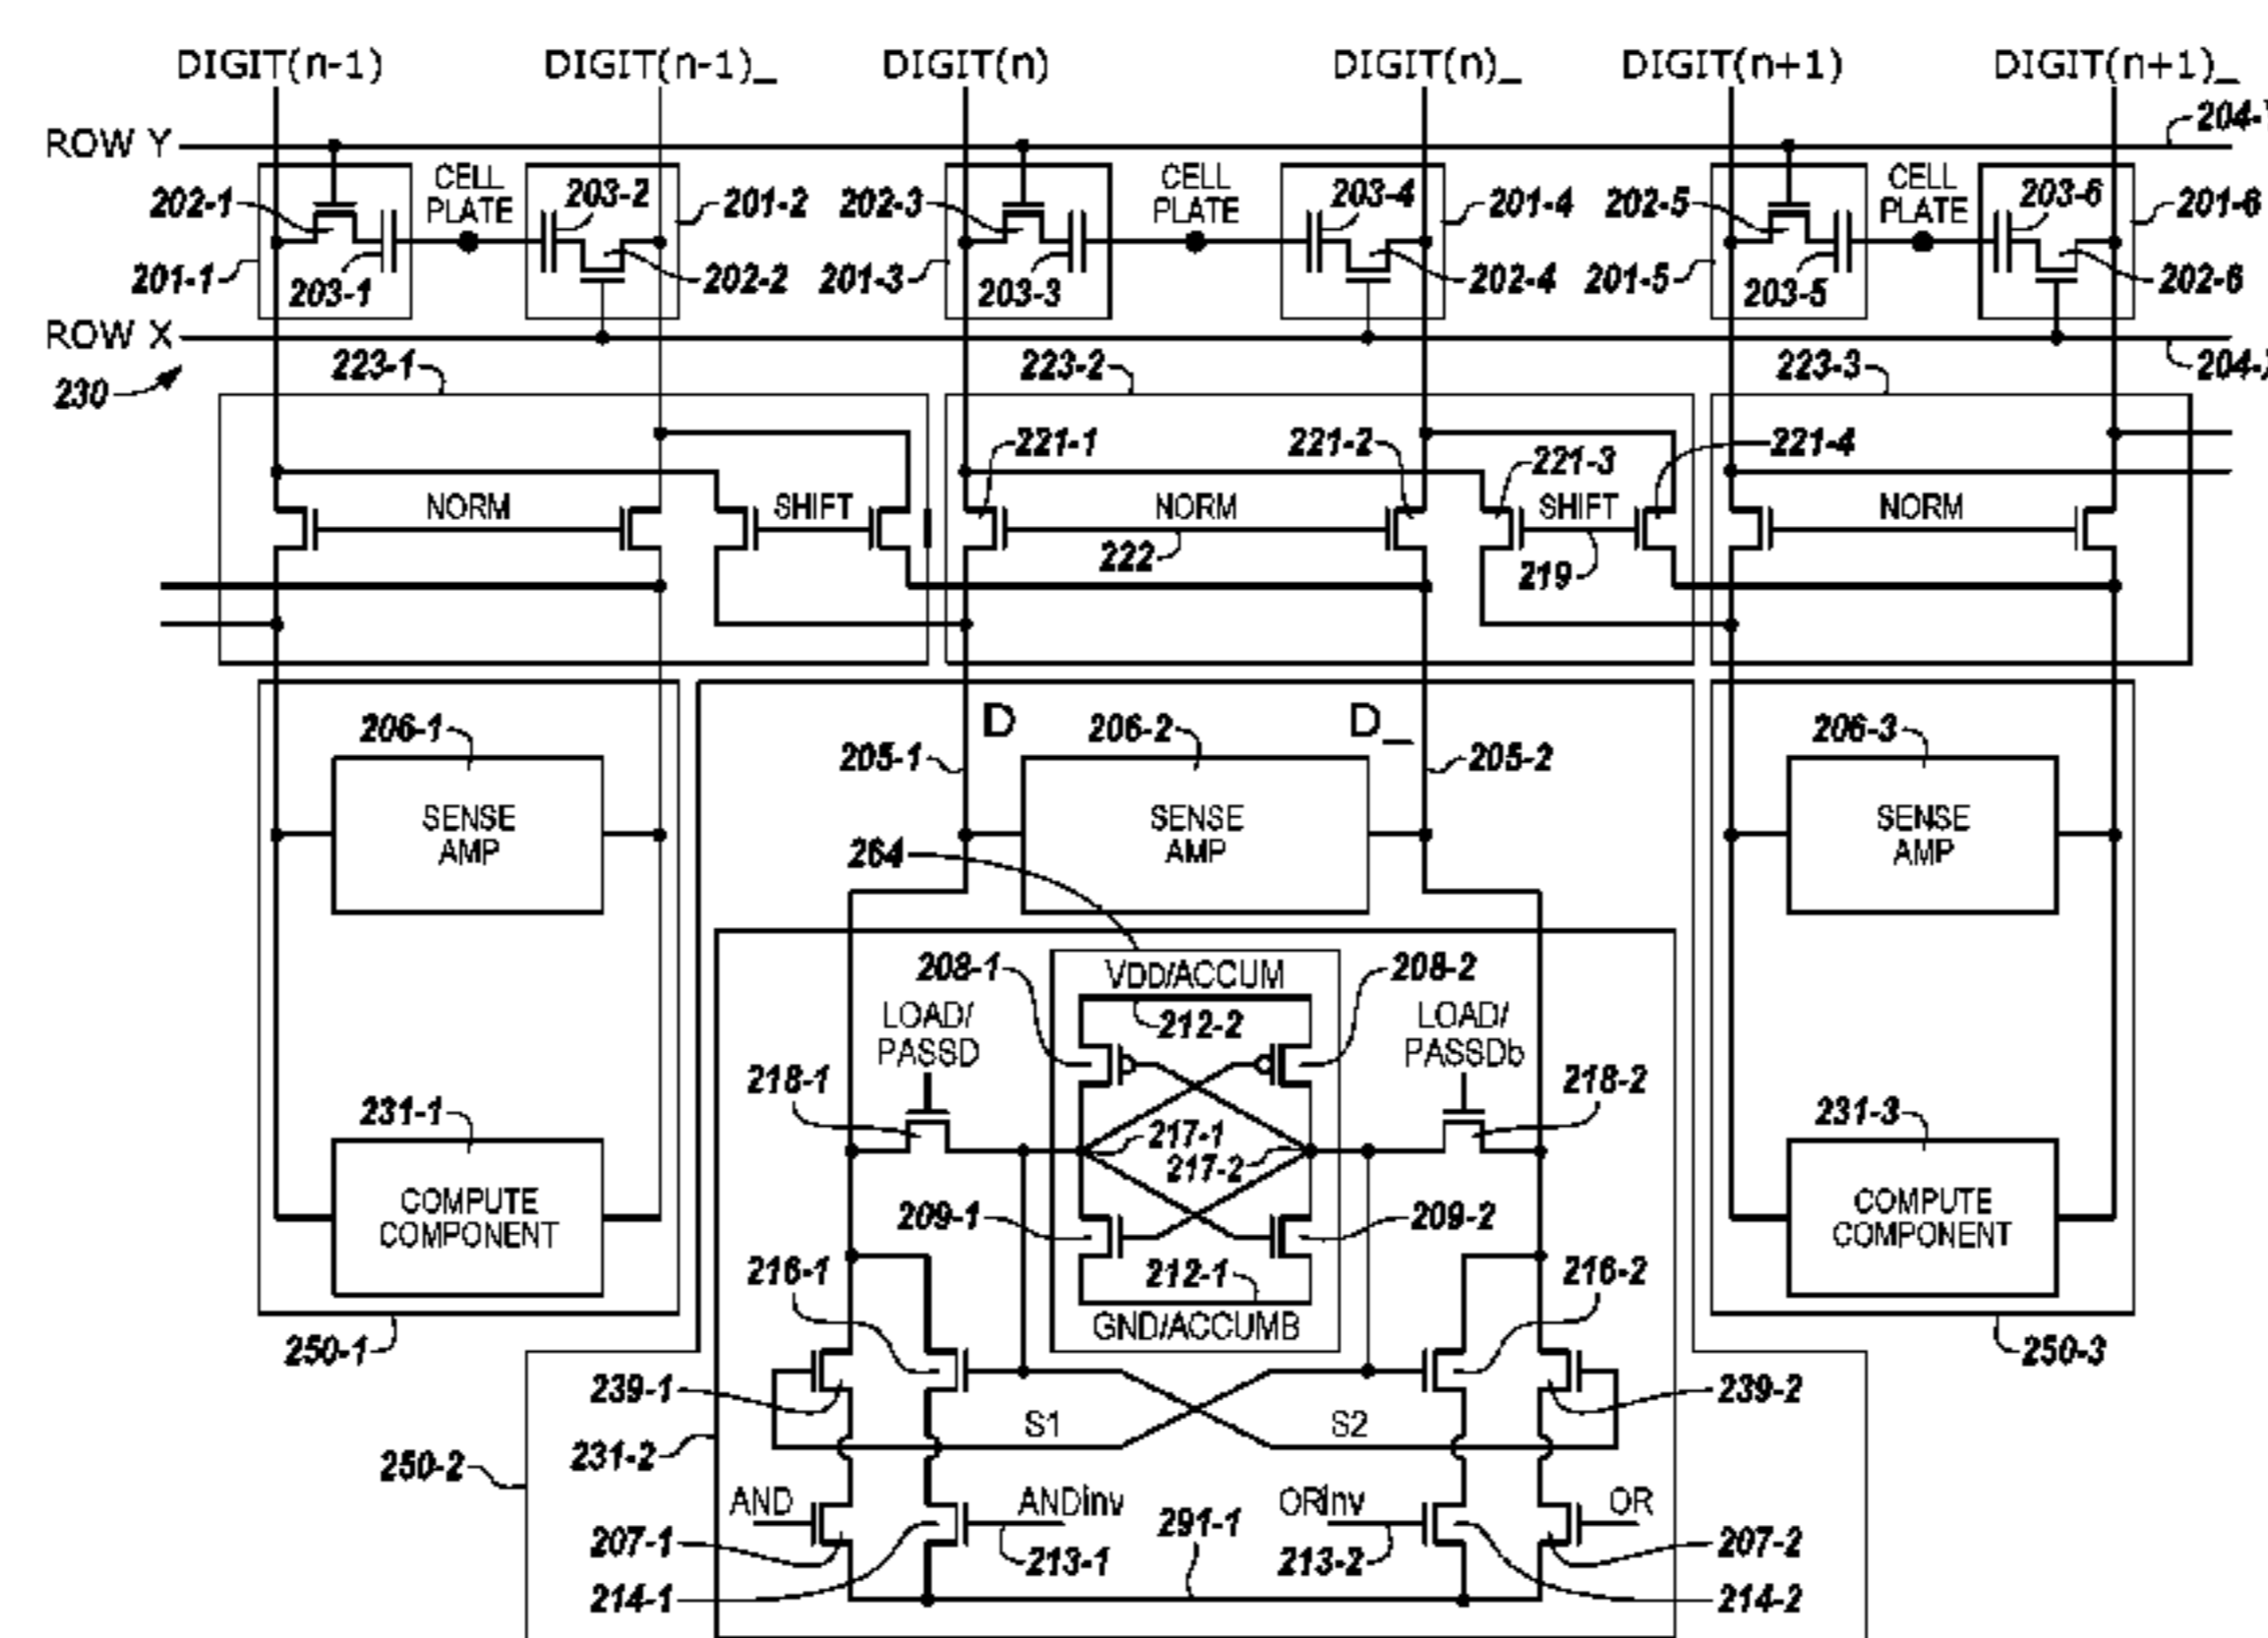 DIGIT(n-1) DIGIT(n-1)_ DIGIT(n) DIGIT(n)_ DIGIT(n+1) DIGIT(n+1)_
ROW Y
204-
CELL PLATE
CELL PLATE
CELL PLATE
202-1 203-2 201-2 202-3 203-4 201-4 202-5 203-6 201-6
201-1 203-1 202-2 201-3 203-3 202-4 201-5 203-5 202-6
ROW X
204-
230
223-1 223-2 223-3
221-1 221-2 221-3 221-4
NORM SHIFT NORM SHIFT NORM
222 219
D D_
206-1 205-1 206-2 205-2 206-3
SENSE AMP
SENSE AMP
SENSE AMP
264
208-1 VDD/ACCUM 208-2
212-2
LOAD/ PASSD
LOAD/ PASSDb
218-1 218-2
231-1 217-1 217-2 231-3
COMPUTE COMPONENT
COMPUTE COMPONENT
209-1 209-2
216-1 212-1 216-2
GND/ACCUMB
250-1 250-3
239-1 239-2
S1 S2
231-2
250-2
AND ANDinv ORinv OR
291-1
207-1 213-1 213-2 207-2
214-1 214-2